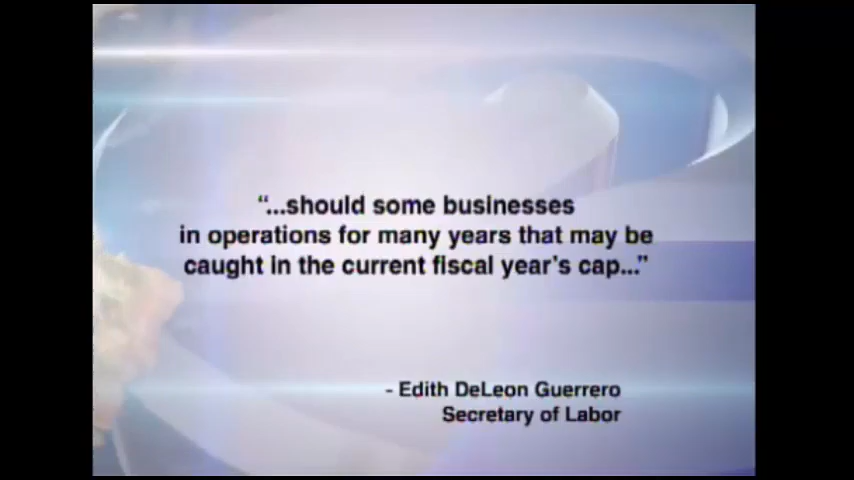 “...should some businesses
in operations for many years that may be
caught in the current fiscal year’s cap...”
- Edith DeLeon Guerrero
Secretary of Labor